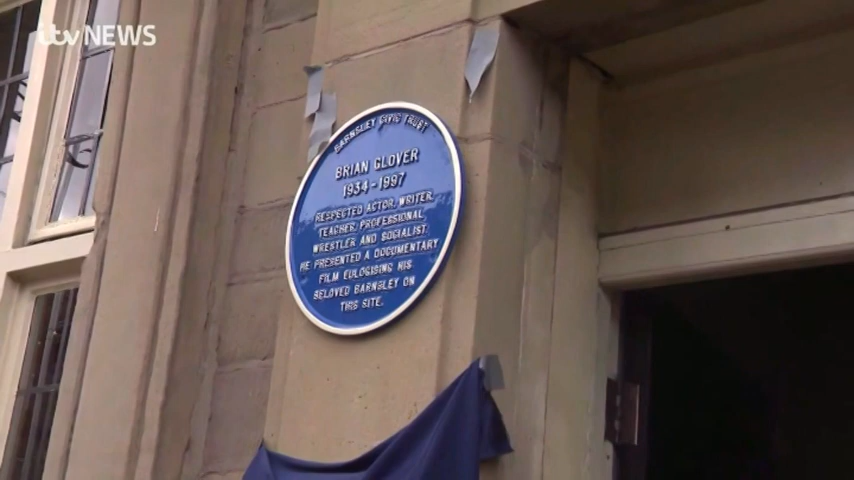 itv NEWS
BARNSLEY CIVIC TRUST
BRIAN GLOVER
1934-1997
RESPECTED ACTOR, WRITER,
TEACHER, PROFESSIONAL
WRESTLER AND SOCIALIST.
HE PRESENTED A DOCUMENTARY
FILM EULOGISING HIS
BELOVED BARNSLEY ON
THIS SITE.